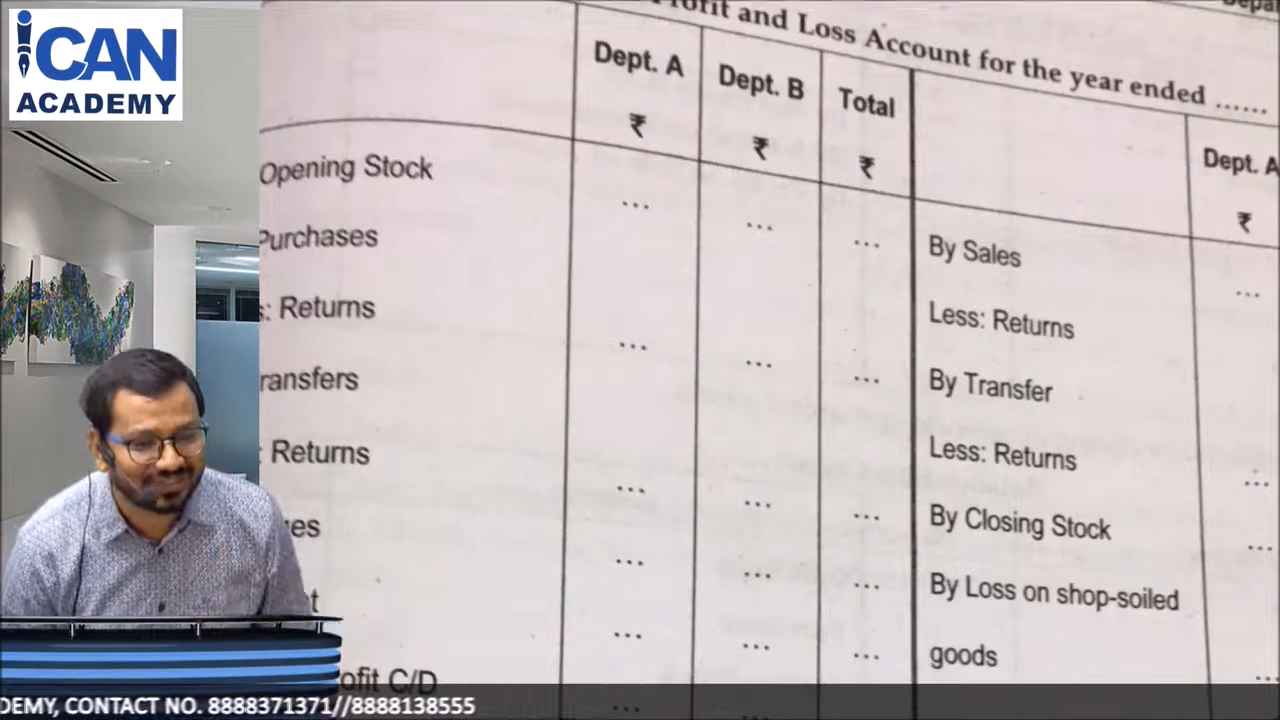 iCAN
ACADEMY
Profit and Loss Account for the year ended ......
Dept. A
Dept. B
Total
Dept. A
₹
₹
₹
₹
Opening Stock
... ... ...
Purchases
: Returns
... ... ...
ransfers
: Returns
... ... ...
es
... ... ...
t
... ... ...
ofit C/D
...
By Sales
...
Less: Returns
By Transfer
Less: Returns
...
By Closing Stock
...
By Loss on shop-soiled
goods
...
DEMY, CONTACT NO. 8888371371//8888138555